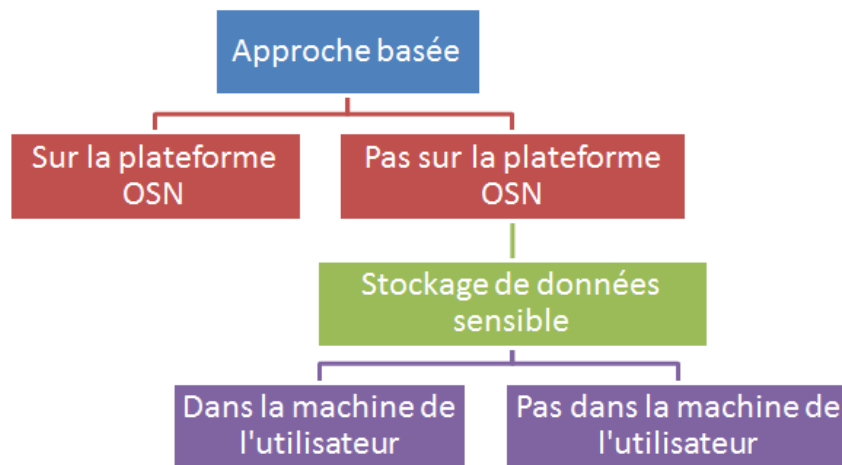 Approche basée
Sur la plateforme
OSN
Pas sur la plateforme
OSN
Stockage de données
sensible
Dans la machine de
l'utilisateur
Pas dans la machine de
l'utilisateur